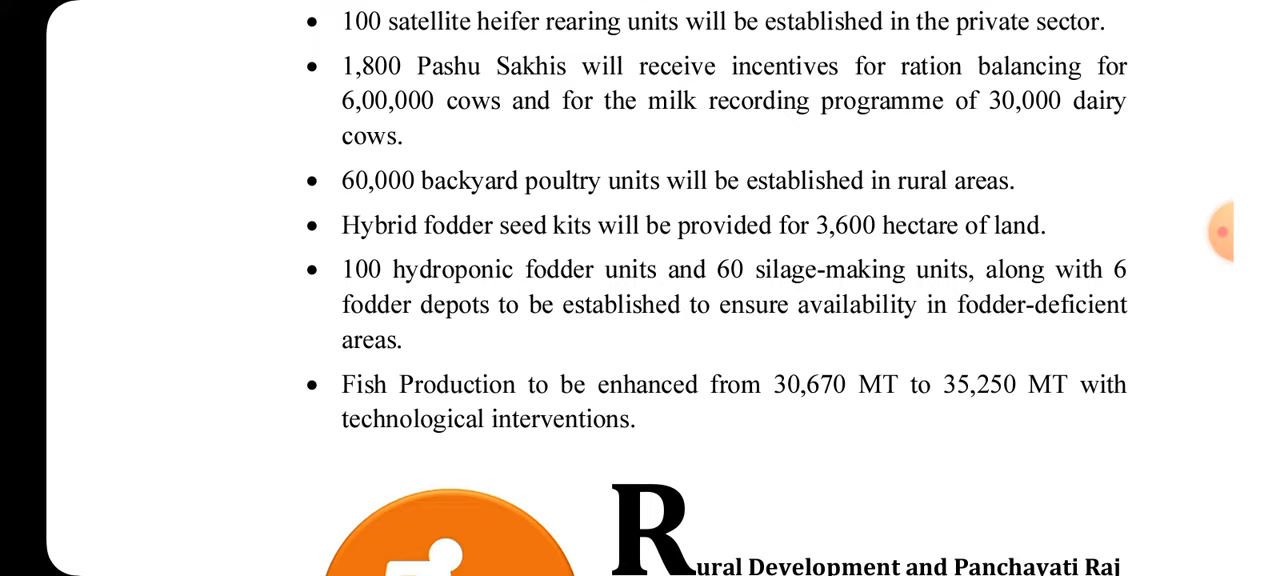 • 100 satellite heifer rearing units will be established in the private sector.
• 1,800 Pashu Sakhis will receive incentives for ration balancing for
6,00,000 cows and for the milk recording programme of 30,000 dairy
cows.
• 60,000 backyard poultry units will be established in rural areas.
• Hybrid fodder seed kits will be provided for 3,600 hectare of land.
• 100 hydroponic fodder units and 60 silage-making units, along with 6
fodder depots to be established to ensure availability in fodder-deficient
areas.
• Fish Production to be enhanced from 30,670 MT to 35,250 MT with
technological interventions.
Rural Development and Panchayati Raj